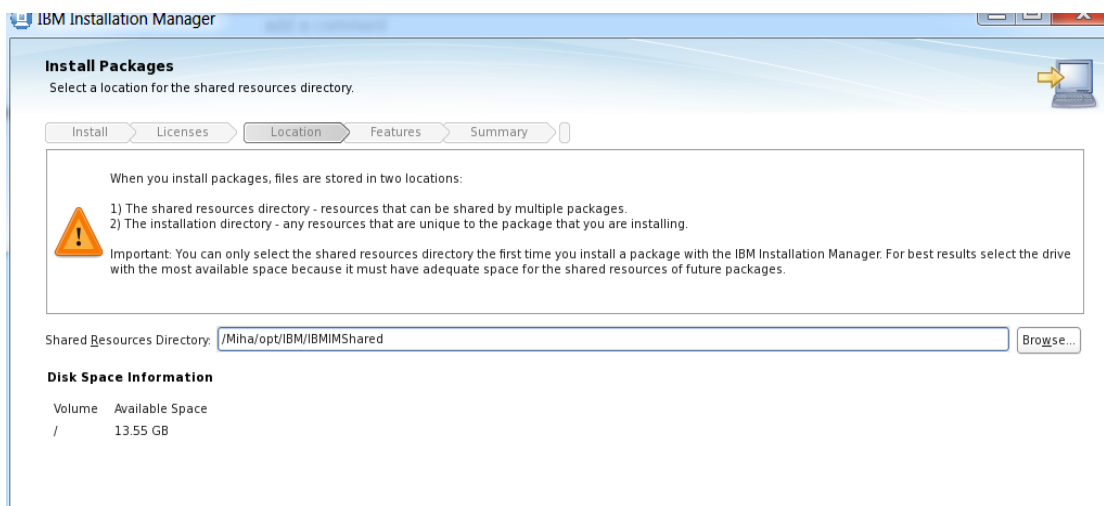 IBM Installation Manager
add a comment
Install Packages
Select a location for the shared resources directory.
Install Licenses Location Features Summary
When you install packages, files are stored in two locations:
1) The shared resources directory - resources that can be shared by multiple packages.
2) The installation directory - any resources that are unique to the package that you are installing.
Important: You can only select the shared resources directory the first time you install a package with the IBM Installation Manager. For best results select the drive
with the most available space because it must have adequate space for the shared resources of future packages.
Shared Resources Directory: /Miha/opt/IBM/IBMIMShared Browse...
Disk Space Information
Volume Available Space
/ 13.55 GB